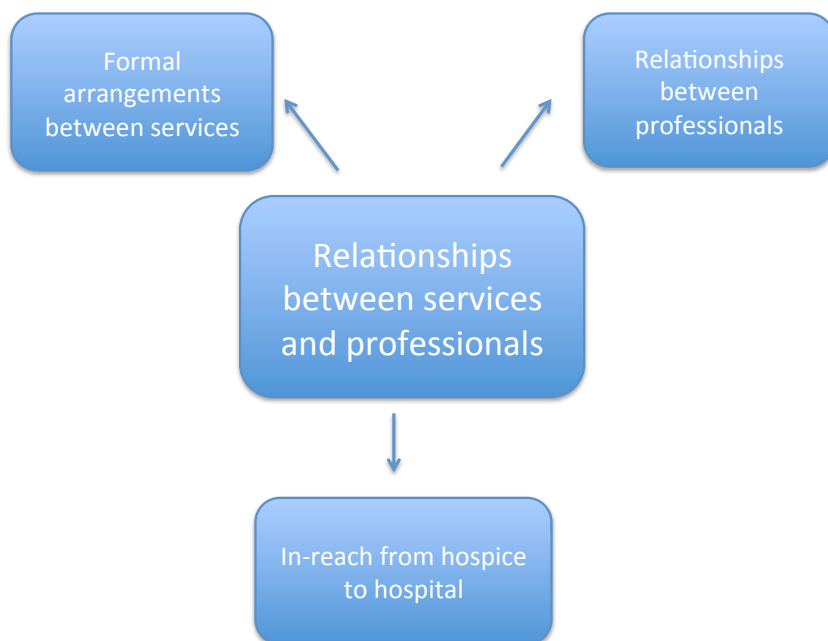 Formal
arrangements
between services
Relationships
between
professionals
Relationships
between services
and professionals
In-reach from hospice
to hospital